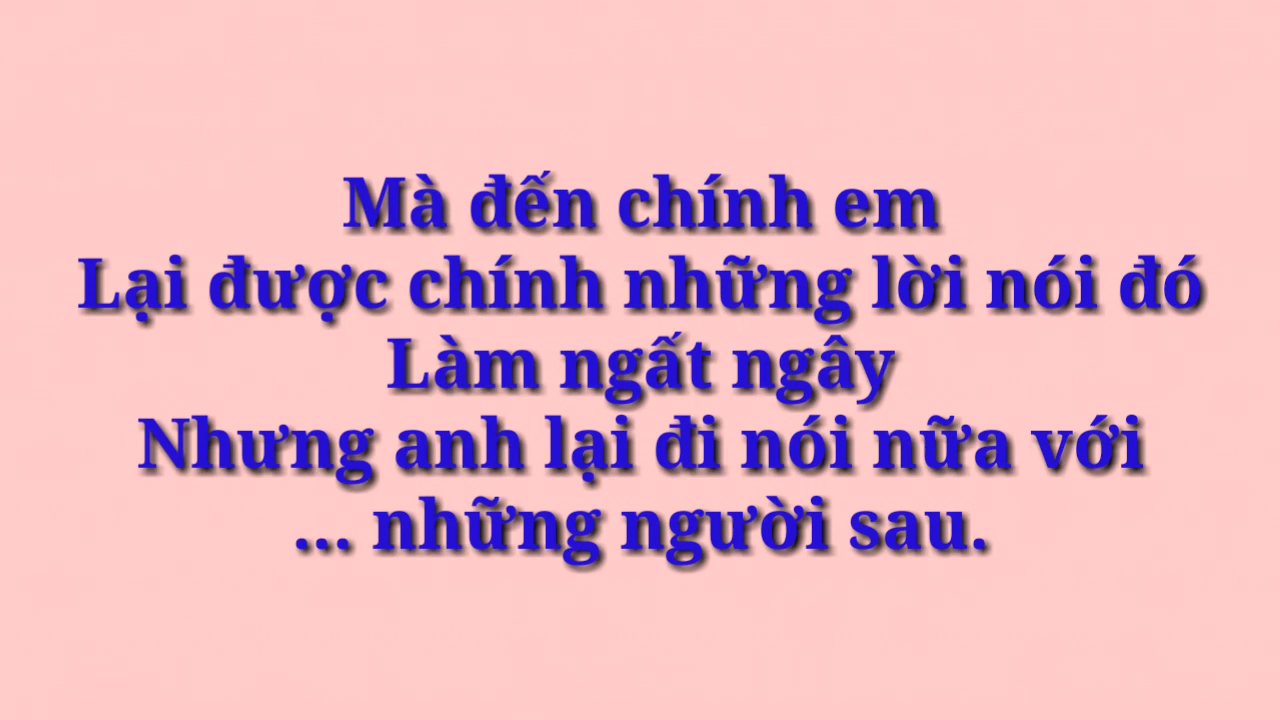 Mà đến chính em
Lại được chính những lời nói đó
Làm ngất ngây
Nhưng anh lại đi nói nữa với
... những người sau.